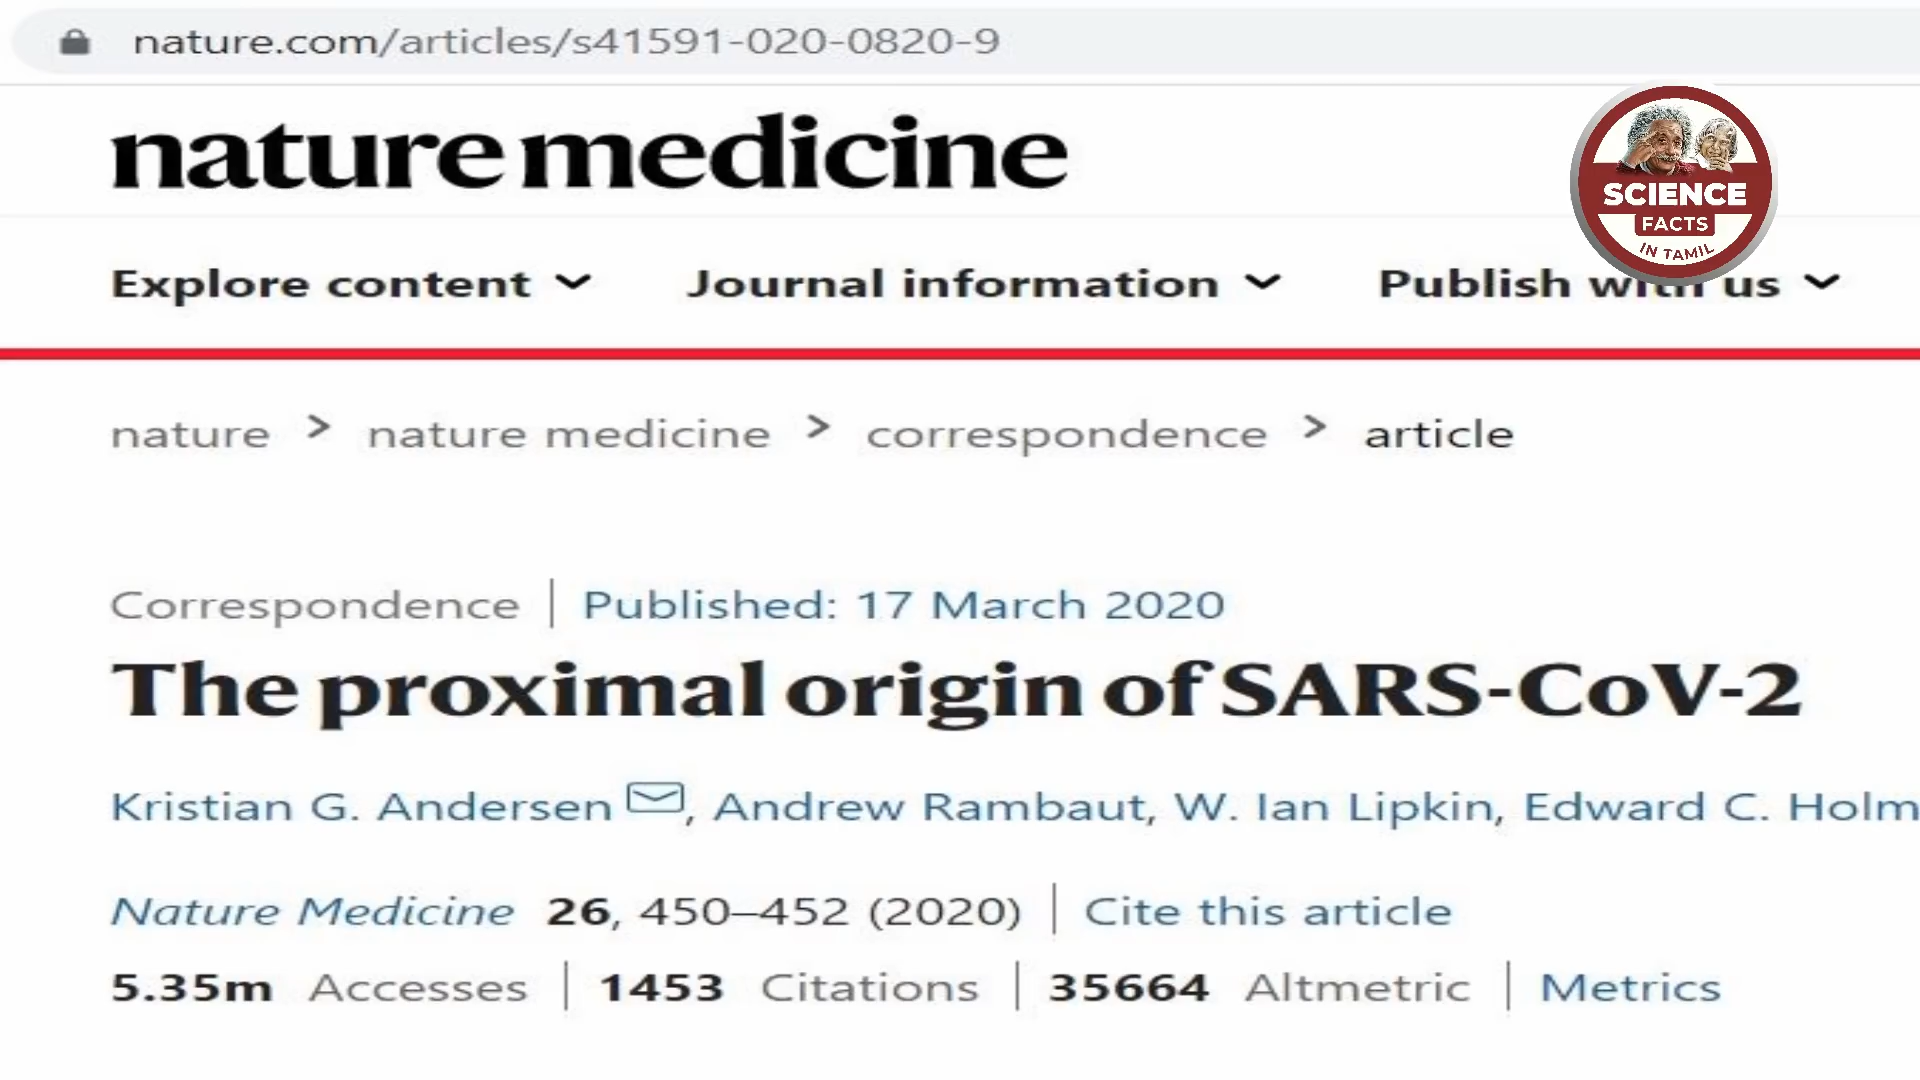 nature.com/articles/s41591-020-0820-9
nature medicine
SCIENCE
FACTS
IN TAMIL
Explore content Journal information Publish with us
nature > nature medicine > correspondence > article
Correspondence | Published: 17 March 2020
The proximal origin of SARS-CoV-2
Kristian G. Andersen, Andrew Rambaut, W. Ian Lipkin, Edward C. Holm
Nature Medicine 26, 450–452 (2020) | Cite this article
5.35m Accesses | 1453 Citations | 35664 Altmetric | Metrics